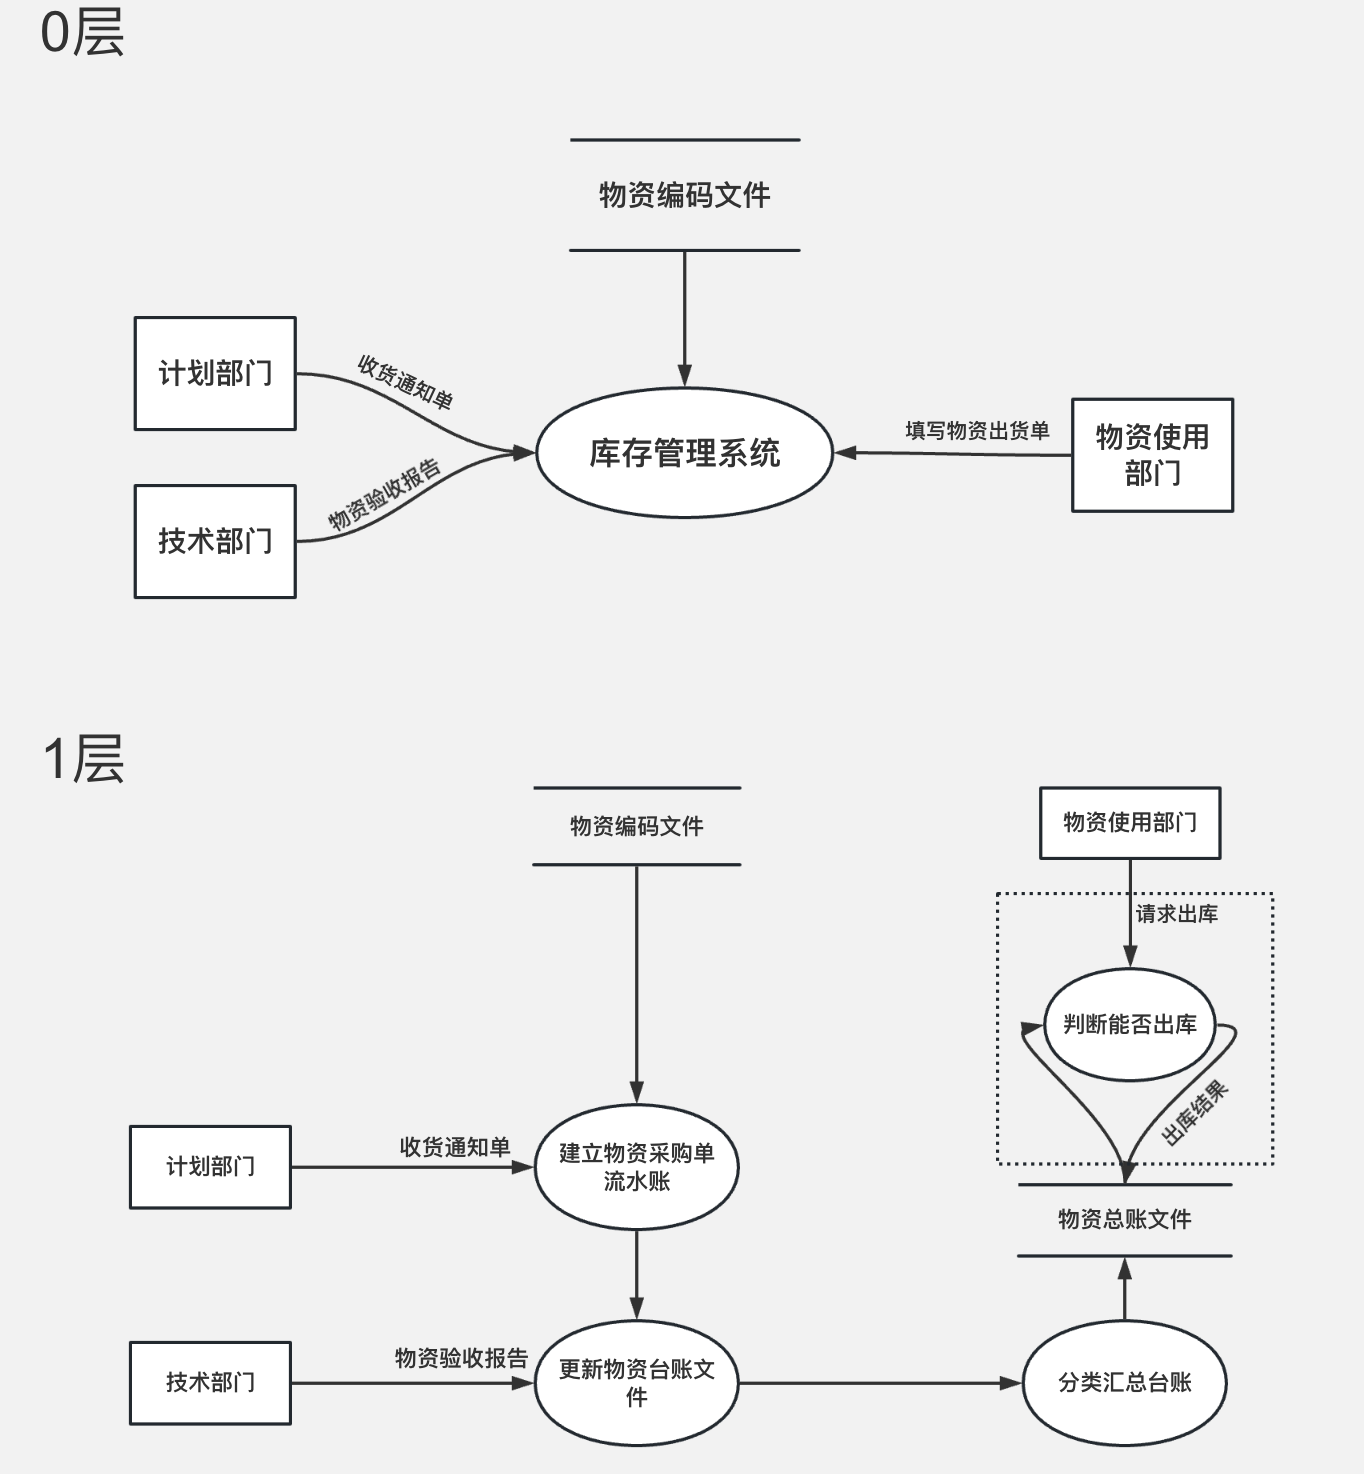 0层
物资编码文件
计划部门
收货通知单
库存管理系统
填写物资出货单
物资使用
部门
物资验收报告
技术部门
1层
物资编码文件
物资使用部门
请求出库
判断能否出库
出库结果
计划部门
收货通知单
建立物资采购单
流水账
物资总账文件
技术部门
物资验收报告
更新物资台账文
件
分类汇总台账